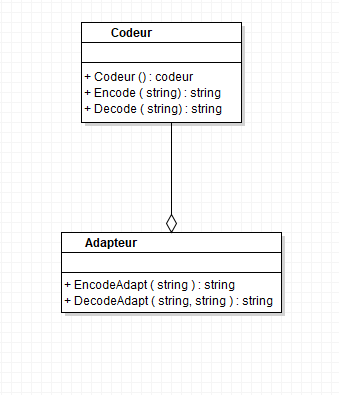 Codeur
+ Codeur () : codeur
+ Encode ( string) : string
+ Decode ( string) : string
Adapteur
+ EncodeAdapt ( string ) : string
+ DecodeAdapt ( string, string ) : string